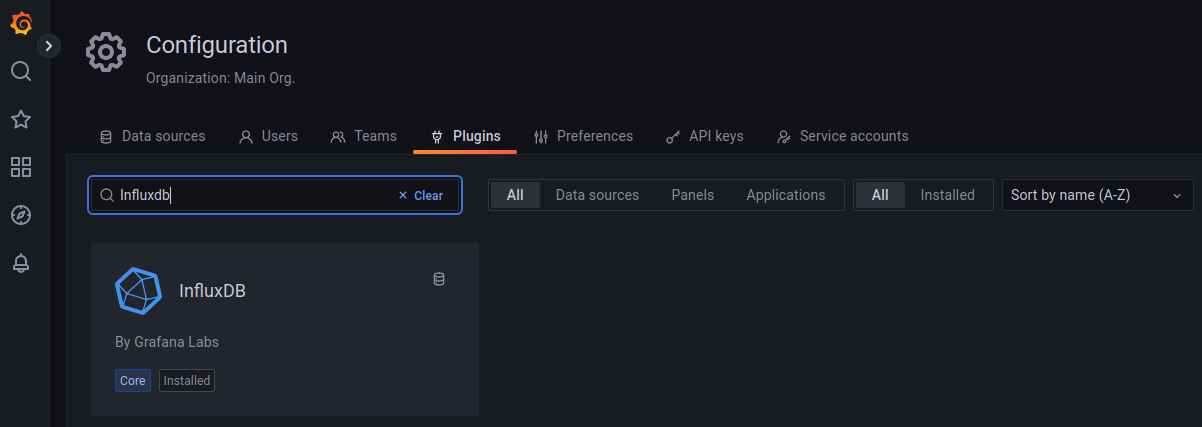 Configuration
Organization: Main Org.
Data sources Users Teams Plugins Preferences API keys Service accounts
Influxdb Clear All Data sources Panels Applications All Installed Sort by name (A-Z)
InfluxDB
By Grafana Labs
Core Installed